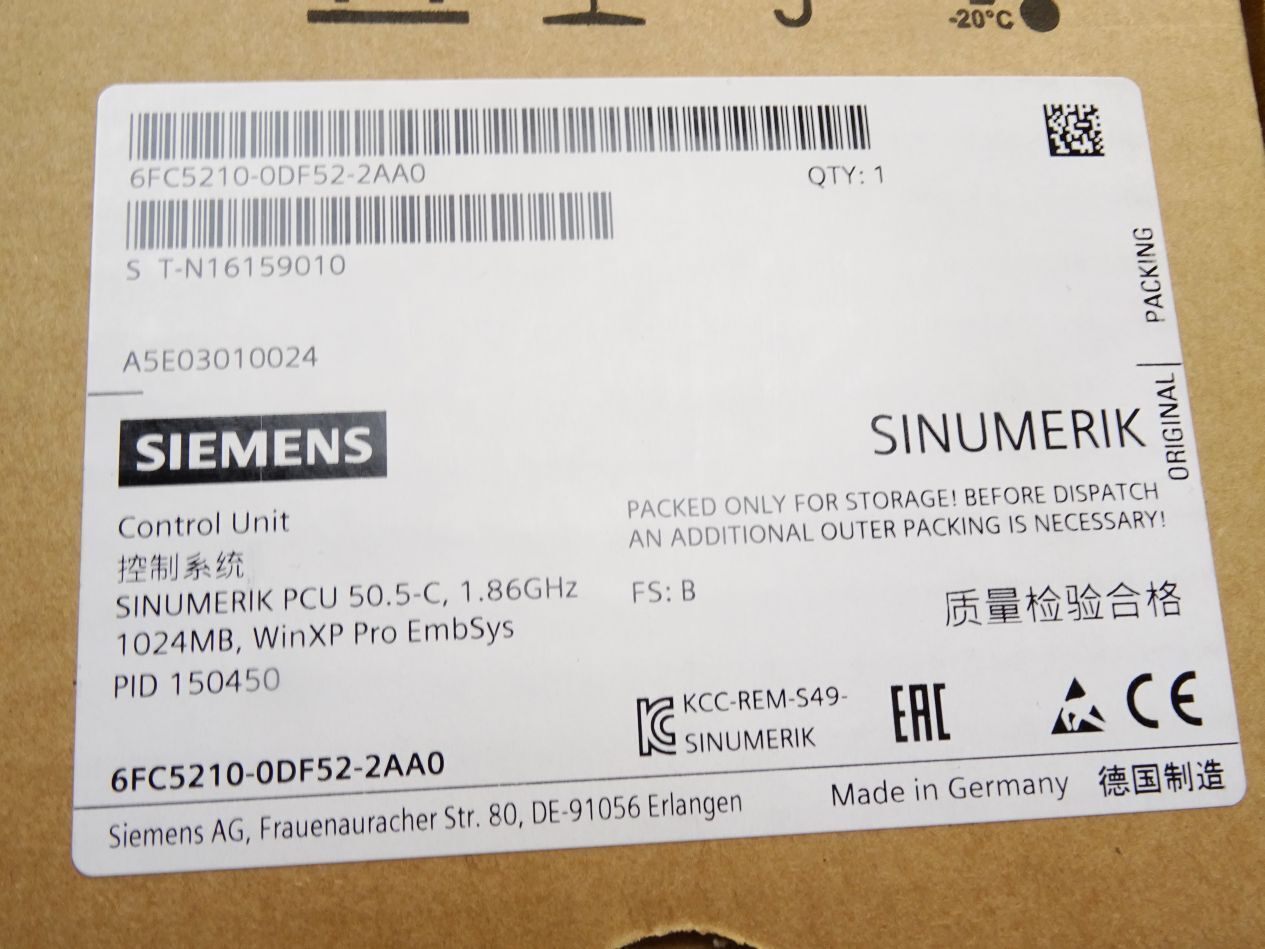 -20°C
6FC5210-0DF52-2AA0
QTY: 1
S T-N16159010
A5E03010024
PACKING
ORIGINAL
SIEMENS
SINUMERIK
PACKED ONLY FOR STORAGE! BEFORE DISPATCH
AN ADDITIONAL OUTER PACKING IS NECESSARY!
Control Unit
控制系统
SINUMERIK PCU 50.5-C, 1.86GHz
1024MB, WinXP Pro EmbSys
PID 150450
FS: B
质量检验合格
KCC-REM-S49-
SINUMERIK
EAC
CE
6FC5210-0DF52-2AA0
Siemens AG, Frauenauracher Str. 80, DE-91056 Erlangen
Made in Germany 德国制造